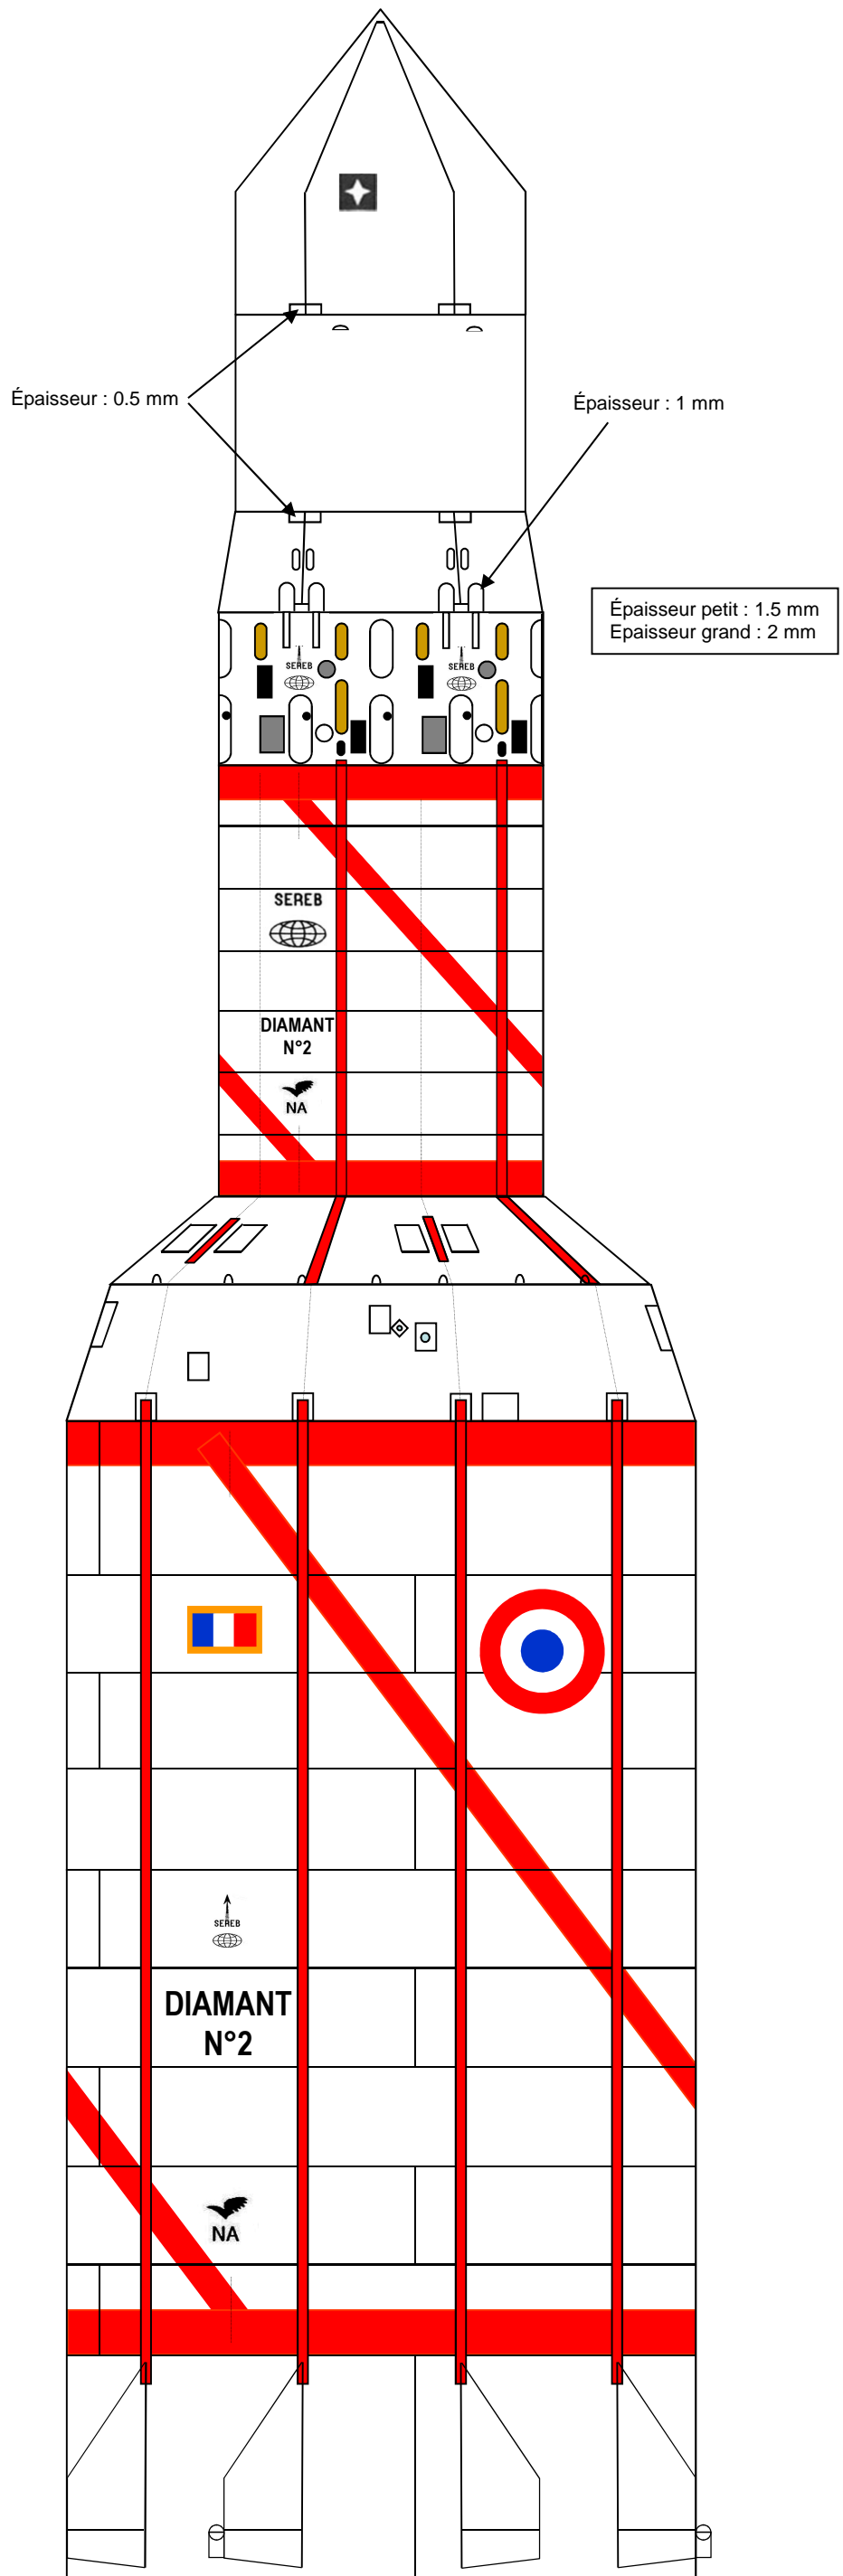 Épaisseur : 0.5 mm
Épaisseur : 1 mm
Épaisseur petit : 1.5 mm
Epaisseur grand : 2 mm
SEREB
SEREB
SEREB
DIAMANT
N°2
NA
SEREB
DIAMANT
N°2
NA